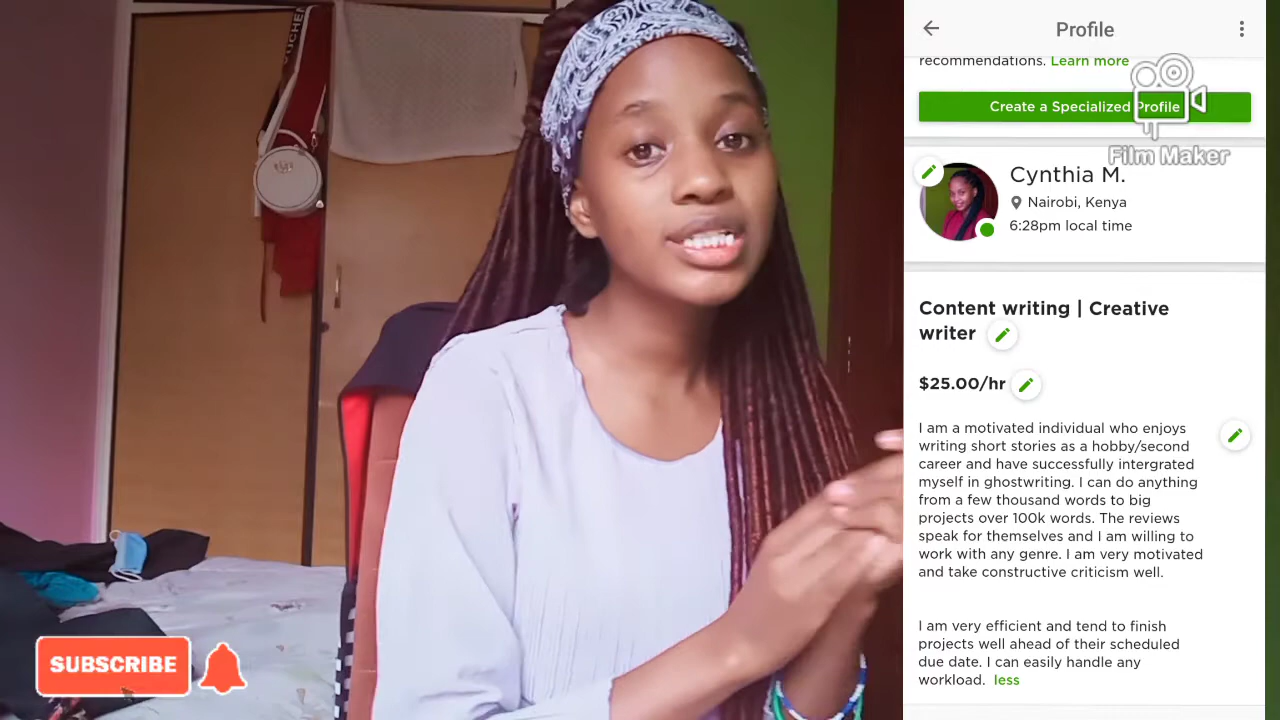 Profile
recommendations. Learn more
Create a Specialized Profile
Film Maker
Cynthia M.
Nairobi, Kenya
6:28pm local time
Content writing | Creative
writer
$25.00/hr
I am a motivated individual who enjoys
writing short stories as a hobby/second
career and have successfully intergrated
myself in ghostwriting. I can do anything
from a few thousand words to big
projects over 100k words. The reviews
speak for themselves and I am willing to
work with any genre. I am very motivated
and take constructive criticism well.
I am very efficient and tend to finish
projects well ahead of their scheduled
due date. I can easily handle any
workload. less
SUBSCRIBE